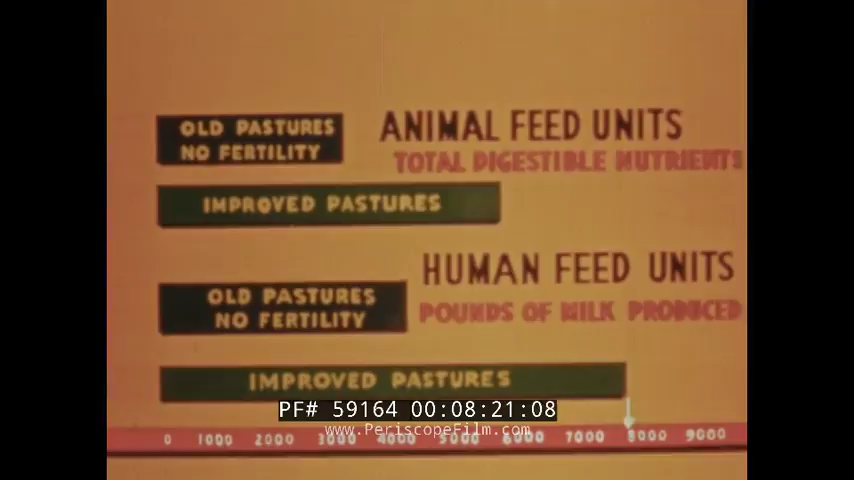 OLD PASTURES
NO FERTILITY
ANIMAL FEED UNITS
TOTAL DIGESTIBLE NUTRIENTS
IMPROVED PASTURES
HUMAN FEED UNITS
OLD PASTURES
NO FERTILITY
POUNDS OF MILK PRODUCED
IMPROVED PASTURES
PF# 59164 00:08:21:08
www.PeriscopeFilm.com
0 1000 2000 3000 4000 5000 6000 7000 8000 9000